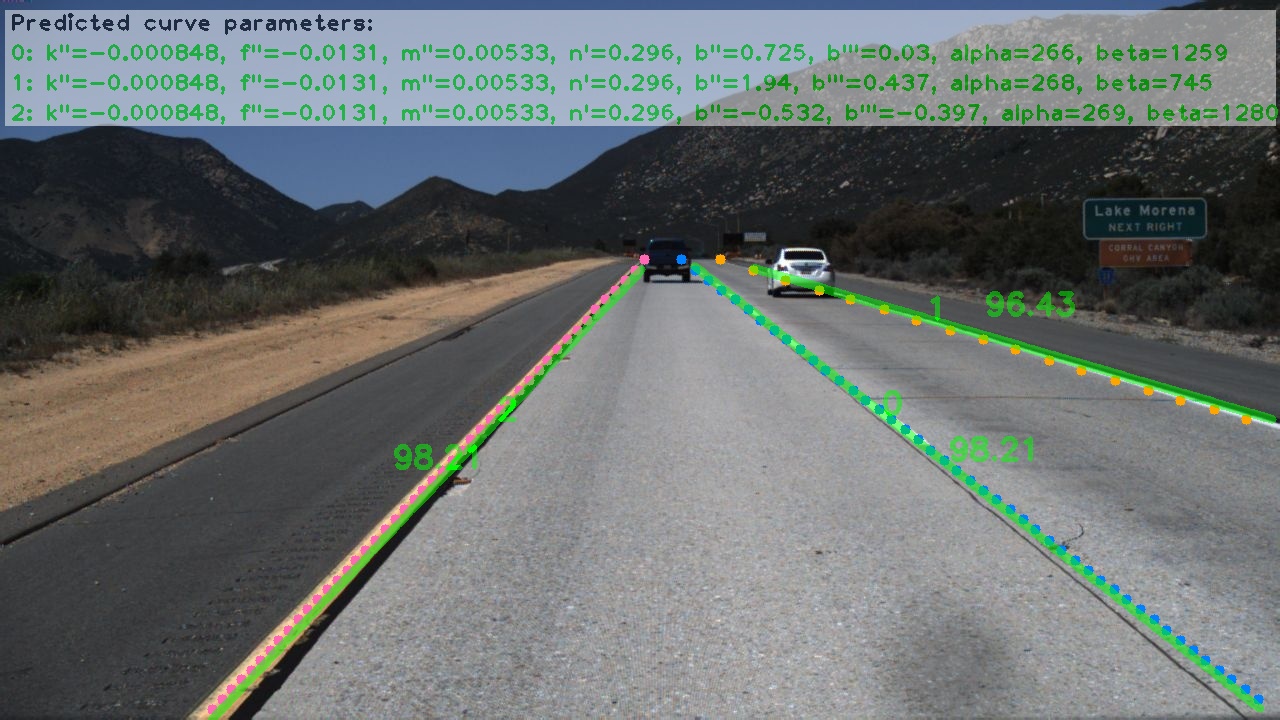 Predicted curve parameters:
0: k''=-0.000848, f''=-0.0131, m''=0.00533, n'=0.296, b''=0.725, b'''=0.03, alpha=266, beta=1259
1: k''=-0.000848, f''=-0.0131, m''=0.00533, n'=0.296, b''=1.94, b'''=0.437, alpha=268, beta=745
2: k''=-0.000848, f''=-0.0131, m''=0.00533, n'=0.296, b''=-0.532, b'''=-0.397, alpha=269, beta=1280
Lake Morena
NEXT RIGHT
CORRAL CANYON
OHV AREA
1 96.43
0
2
98.21
98.21